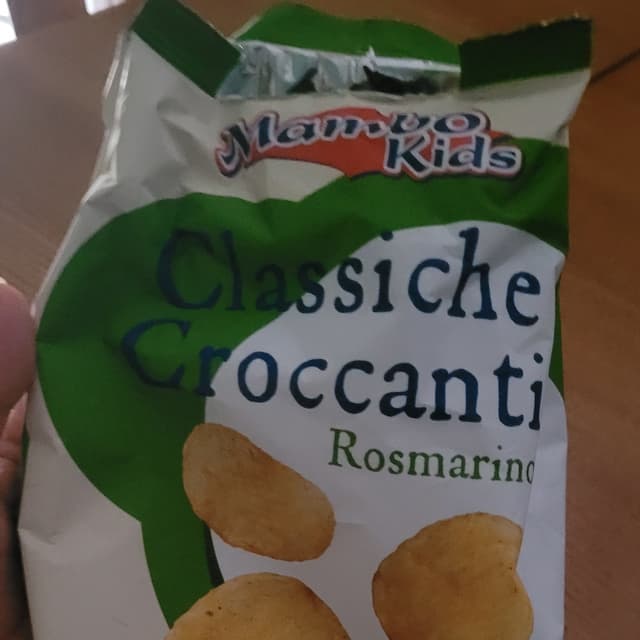 Mambo
Kids
Classiche
Croccanti
Rosmarino